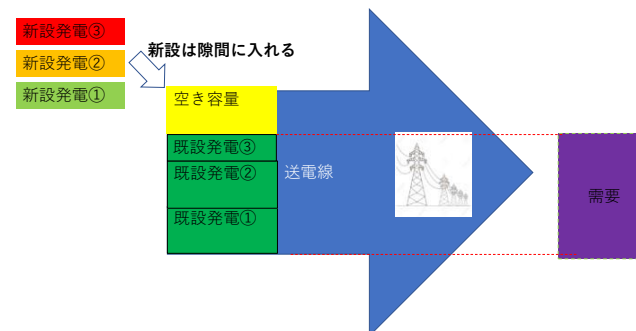 新設発電③
新設発電②
新設発電①
新設は隙間に入れる
空き容量
既設発電③
既設発電②
既設発電①
送電線
需要